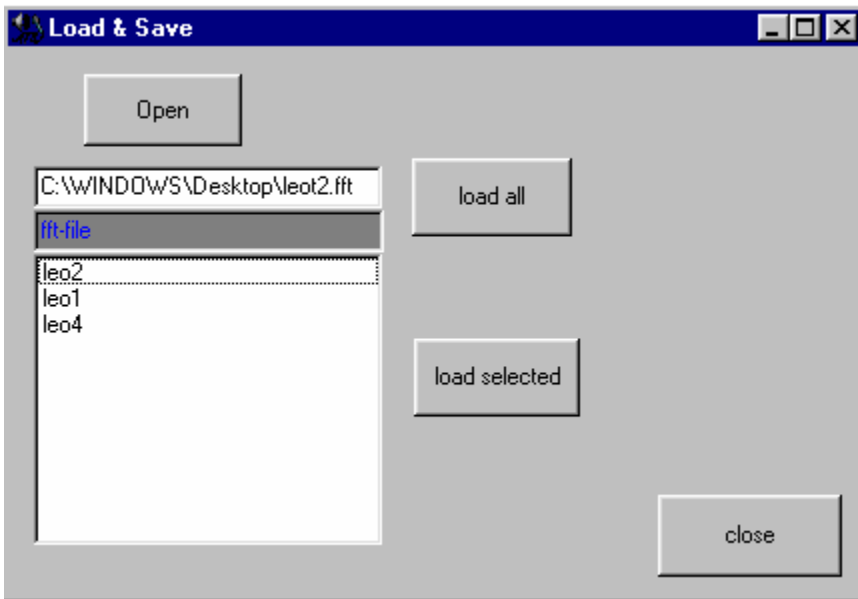 Load & Save
Open
C:\WINDOWS\Desktop\leot2.fft
load all
fft-file
leo2
leo1
leo4
load selected
close